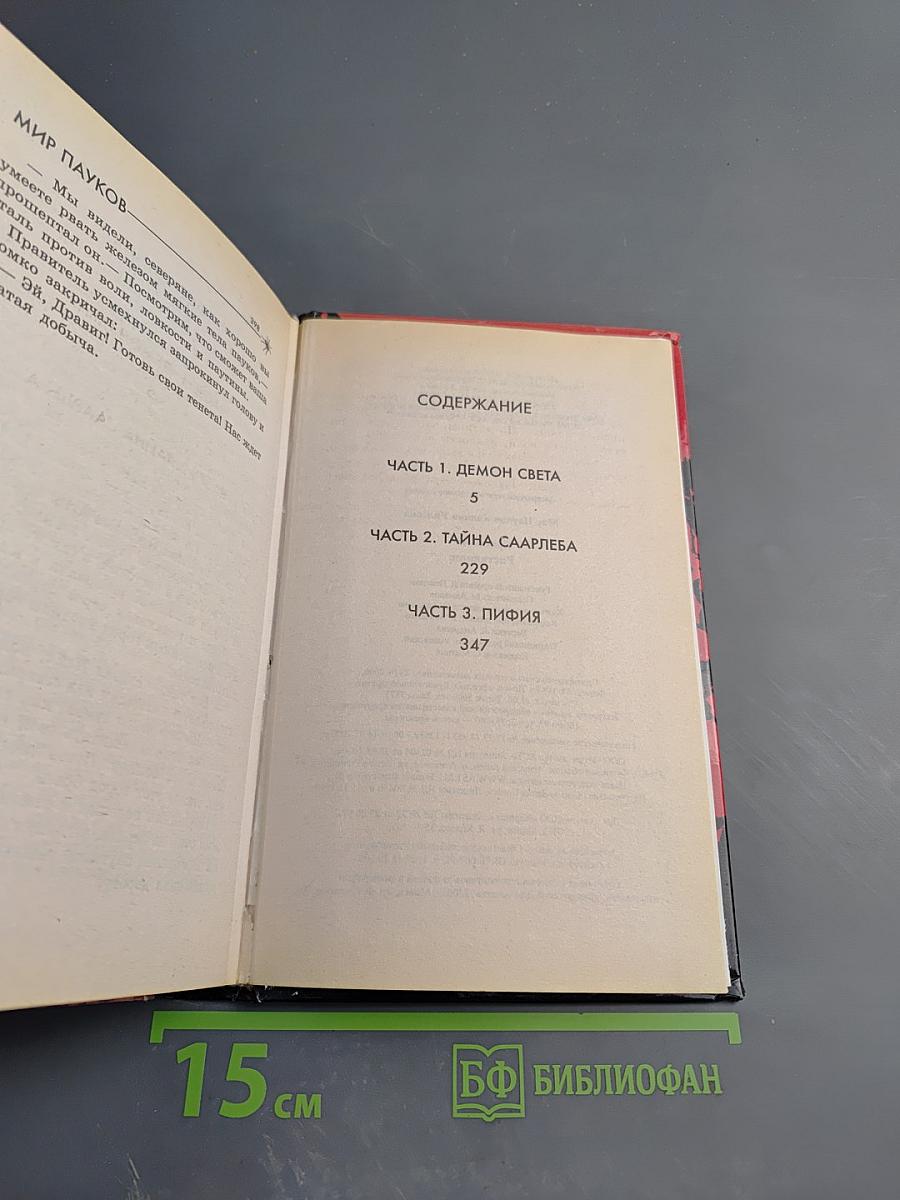 МИР ПАУКОВ
— Мы видели, северяне, как хорошо вы
умеете рвать железом мягкие тела пауков,—
прошептал он.— Посмотрим, что сможет ваша
сталь против воли, ловкости и паутины.
Правитель усмехнулся запрокинул голову и
громко закричал:
— Эй, Дравиг! Готовь свои тенета! Нас ждет
добыча.
СОДЕРЖАНИЕ
ЧАСТЬ 1. ДЕМОН СВЕТА
5
ЧАСТЬ 2. ТАЙНА СААРЛЕБА
229
ЧАСТЬ 3. ПИФИЯ
347
15 СМ
БФ БИБЛИОФАН